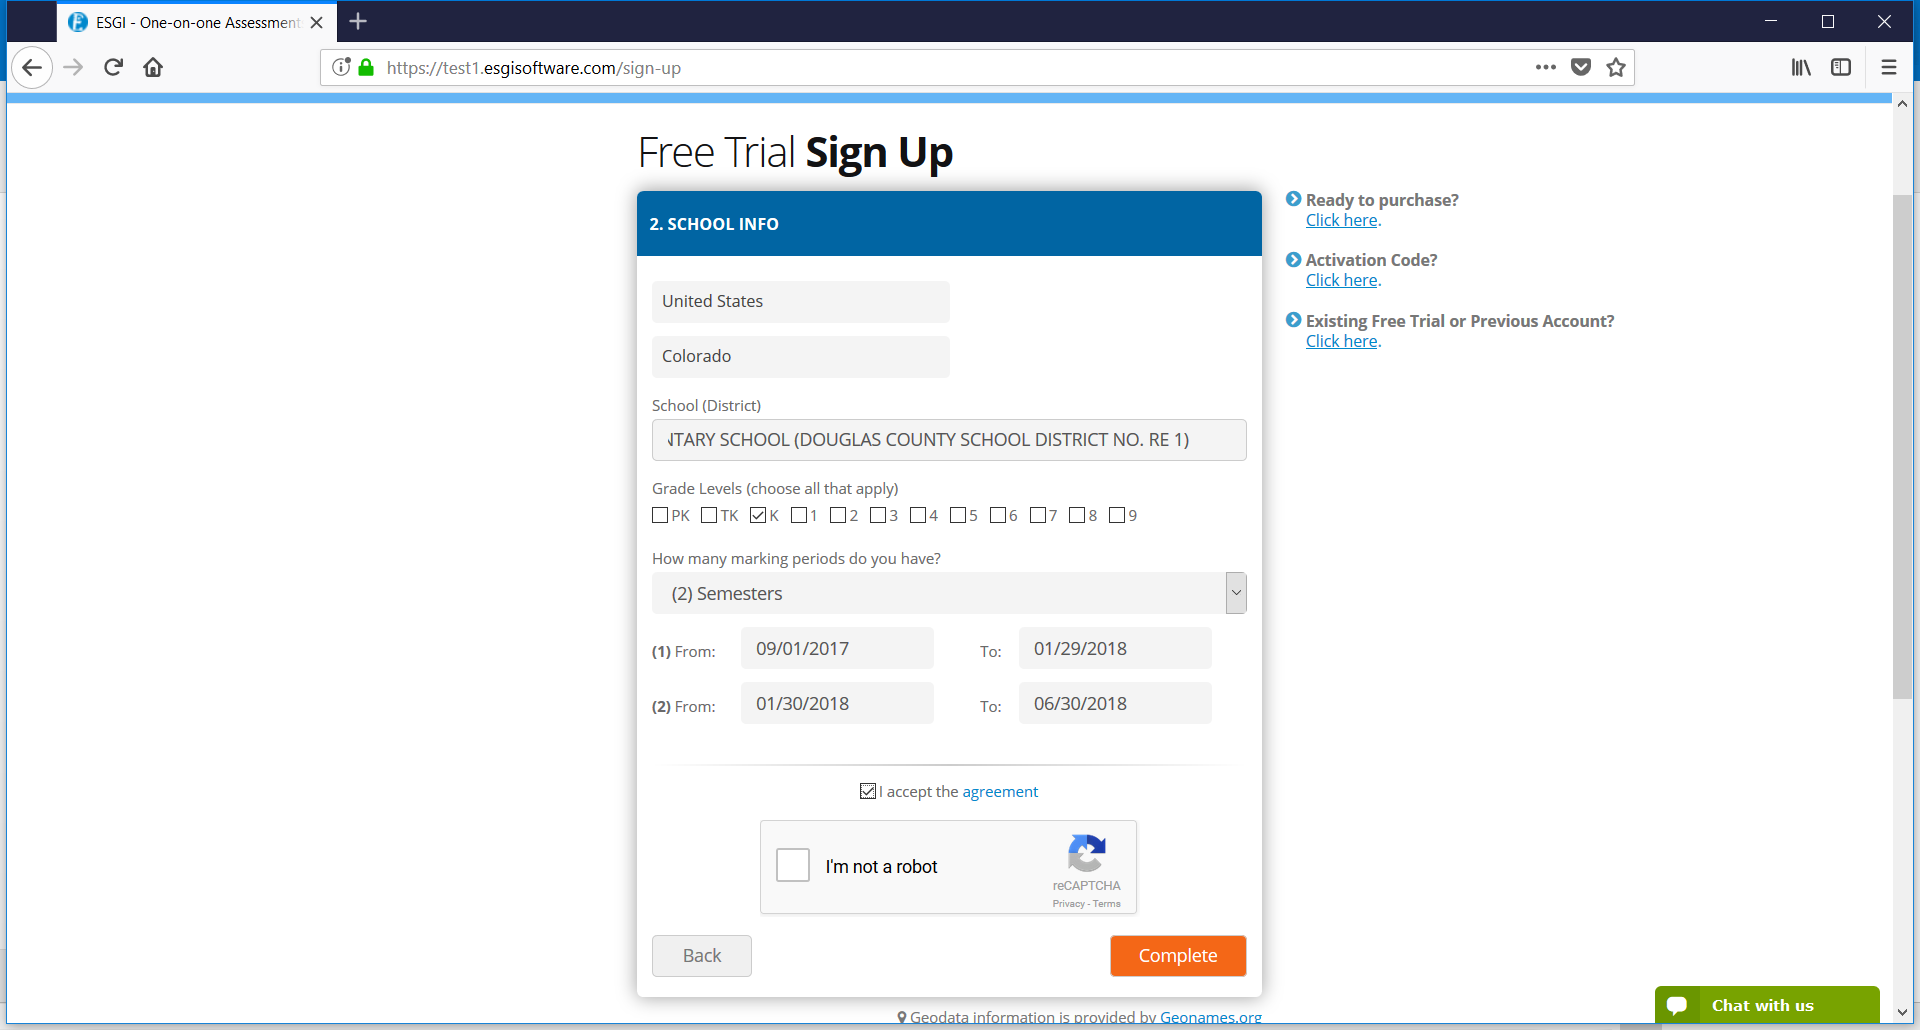 ESGI - One-on-one Assessment
https://test1.esgisoftware.com/sign-up
Free Trial Sign Up
2. SCHOOL INFO
United States
Colorado
School (District)
NTARY SCHOOL (DOUGLAS COUNTY SCHOOL DISTRICT NO. RE 1)
Grade Levels (choose all that apply)
PK TK K 1 2 3 4 5 6 7 8 9
How many marking periods do you have?
(2) Semesters
(1) From: 09/01/2017 To: 01/29/2018
(2) From: 01/30/2018 To: 06/30/2018
I accept the agreement
I'm not a robot
reCAPTCHA
Privacy - Terms
Back
Complete
Geodata information is provided by Geonames.org
Ready to purchase?
Click here.
Activation Code?
Click here.
Existing Free Trial or Previous Account?
Click here.
Chat with us